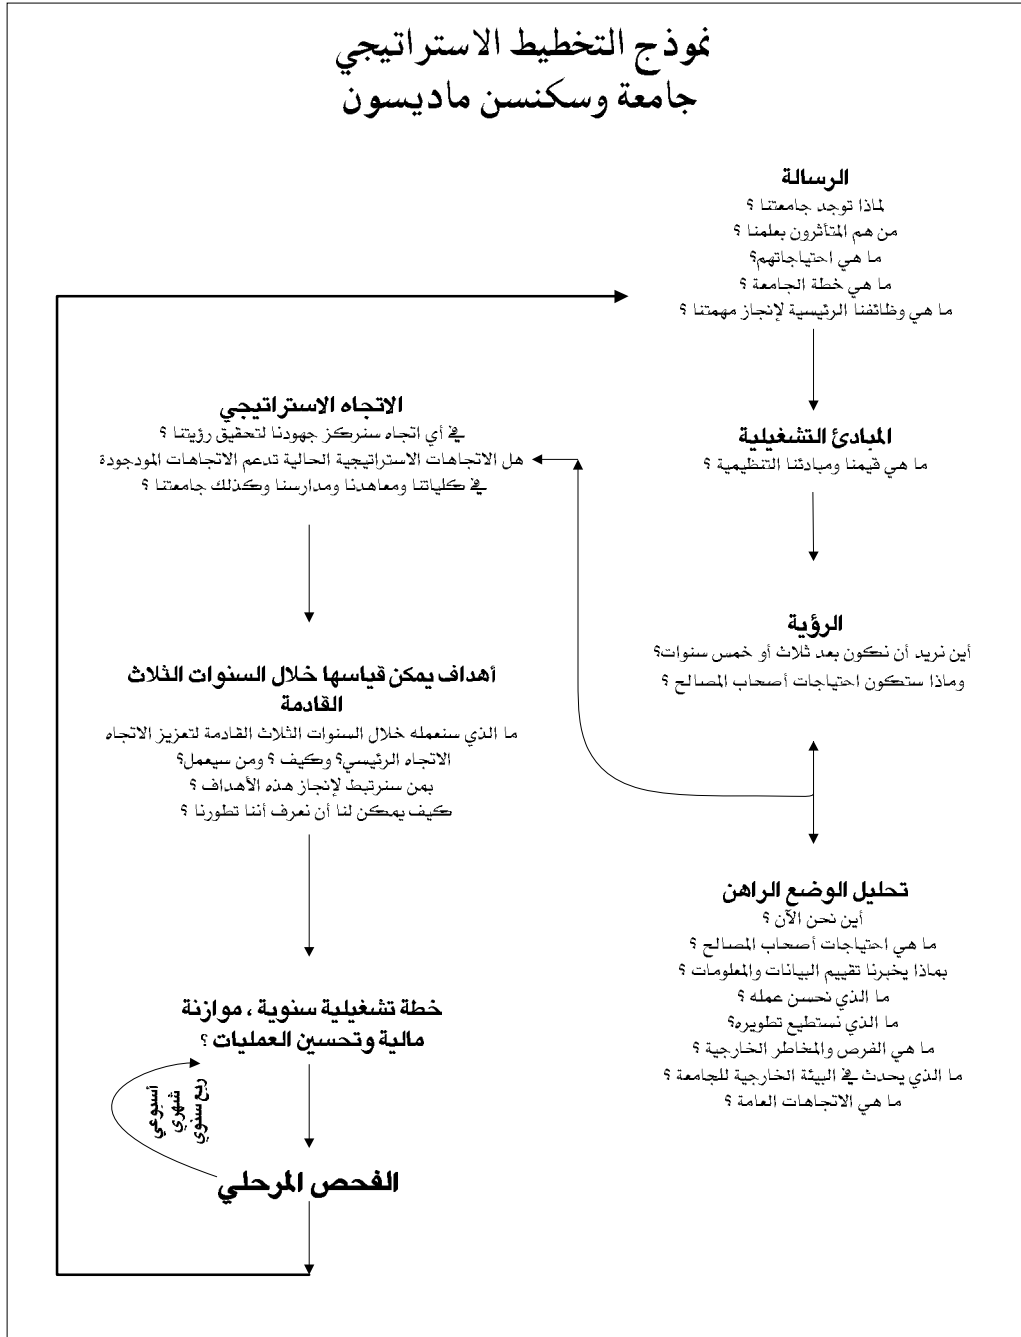 نموذج التخطيط الاستراتيجي
جامعة وسكنسن ماديسون
الرسالة
لماذا توجد جامعتنا ؟
من هم المتأثرون بعلمنا ؟
ما هي احتياجاتهم؟
ما هي خطة الجامعة ؟
ما هي وظائفنا الرئيسية لإنجاز مهمتنا ؟
المبادئ التشغيلية
ما هي قيمنا ومبادئنا التنظيمية ؟
الرؤية
أين نريد أن نكون بعد ثلاث أو خمس سنوات؟
وماذا ستكون احتياجات أصحاب المصالح ؟
تحليل الوضع الراهن
أين نحن الآن ؟
ما هي احتياجات أصحاب المصالح ؟
بماذا يخبرنا تقييم البيانات والمعلومات ؟
ما الذي نحسن عمله ؟
ما الذي نستطيع تطويره؟
ما هي الفرص والمخاطر الخارجية ؟
ما الذي يحدث في البيئة الخارجية للجامعة ؟
ما هي الاتجاهات العامة ؟
الاتجاه الاستراتيجي
في أي اتجاه سنركز جهودنا لتحقيق رؤيتنا ؟
هل الاتجاهات الاستراتيجية الحالية تدعم الاتجاهات المودجودة
في كلياتنا ومعاهدنا ومدارسنا وكذلك جامعتنا ؟
أهداف يمكن قياسها خلال السنوات الثلاث
القادمة
ما الذي سنعمله خلال السنوات الثلاث القادمة لتعزيز الاتجاه
الاتجاه الرئيسي؟ وكيف ؟ ومن سيعمل؟
بمن سنرتبط لإنجاز هذه الأهداف ؟
كيف يمكن لنا أن نعرف أننا تطورنا ؟
خطة تشغيلية سنوية ، موازنة
مالية وتحسين العمليات ؟
أسبوعي
شهري
ربع سنوي
الفحص المرحلي